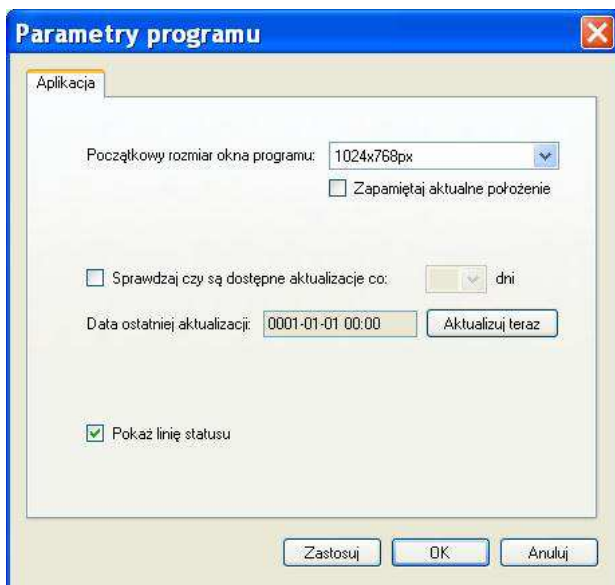 Parametry programu
Aplikacja
Początkowy rozmiar okna programu: 1024x768px
Zapamiętaj aktualne położenie
Sprawdzaj czy są dostępne aktualizacje co: dni
Data ostatniej aktualizacji: 0001-01-01 00:00 Aktualizuj teraz
Pokaż linię statusu
Zastosuj OK Anuluj